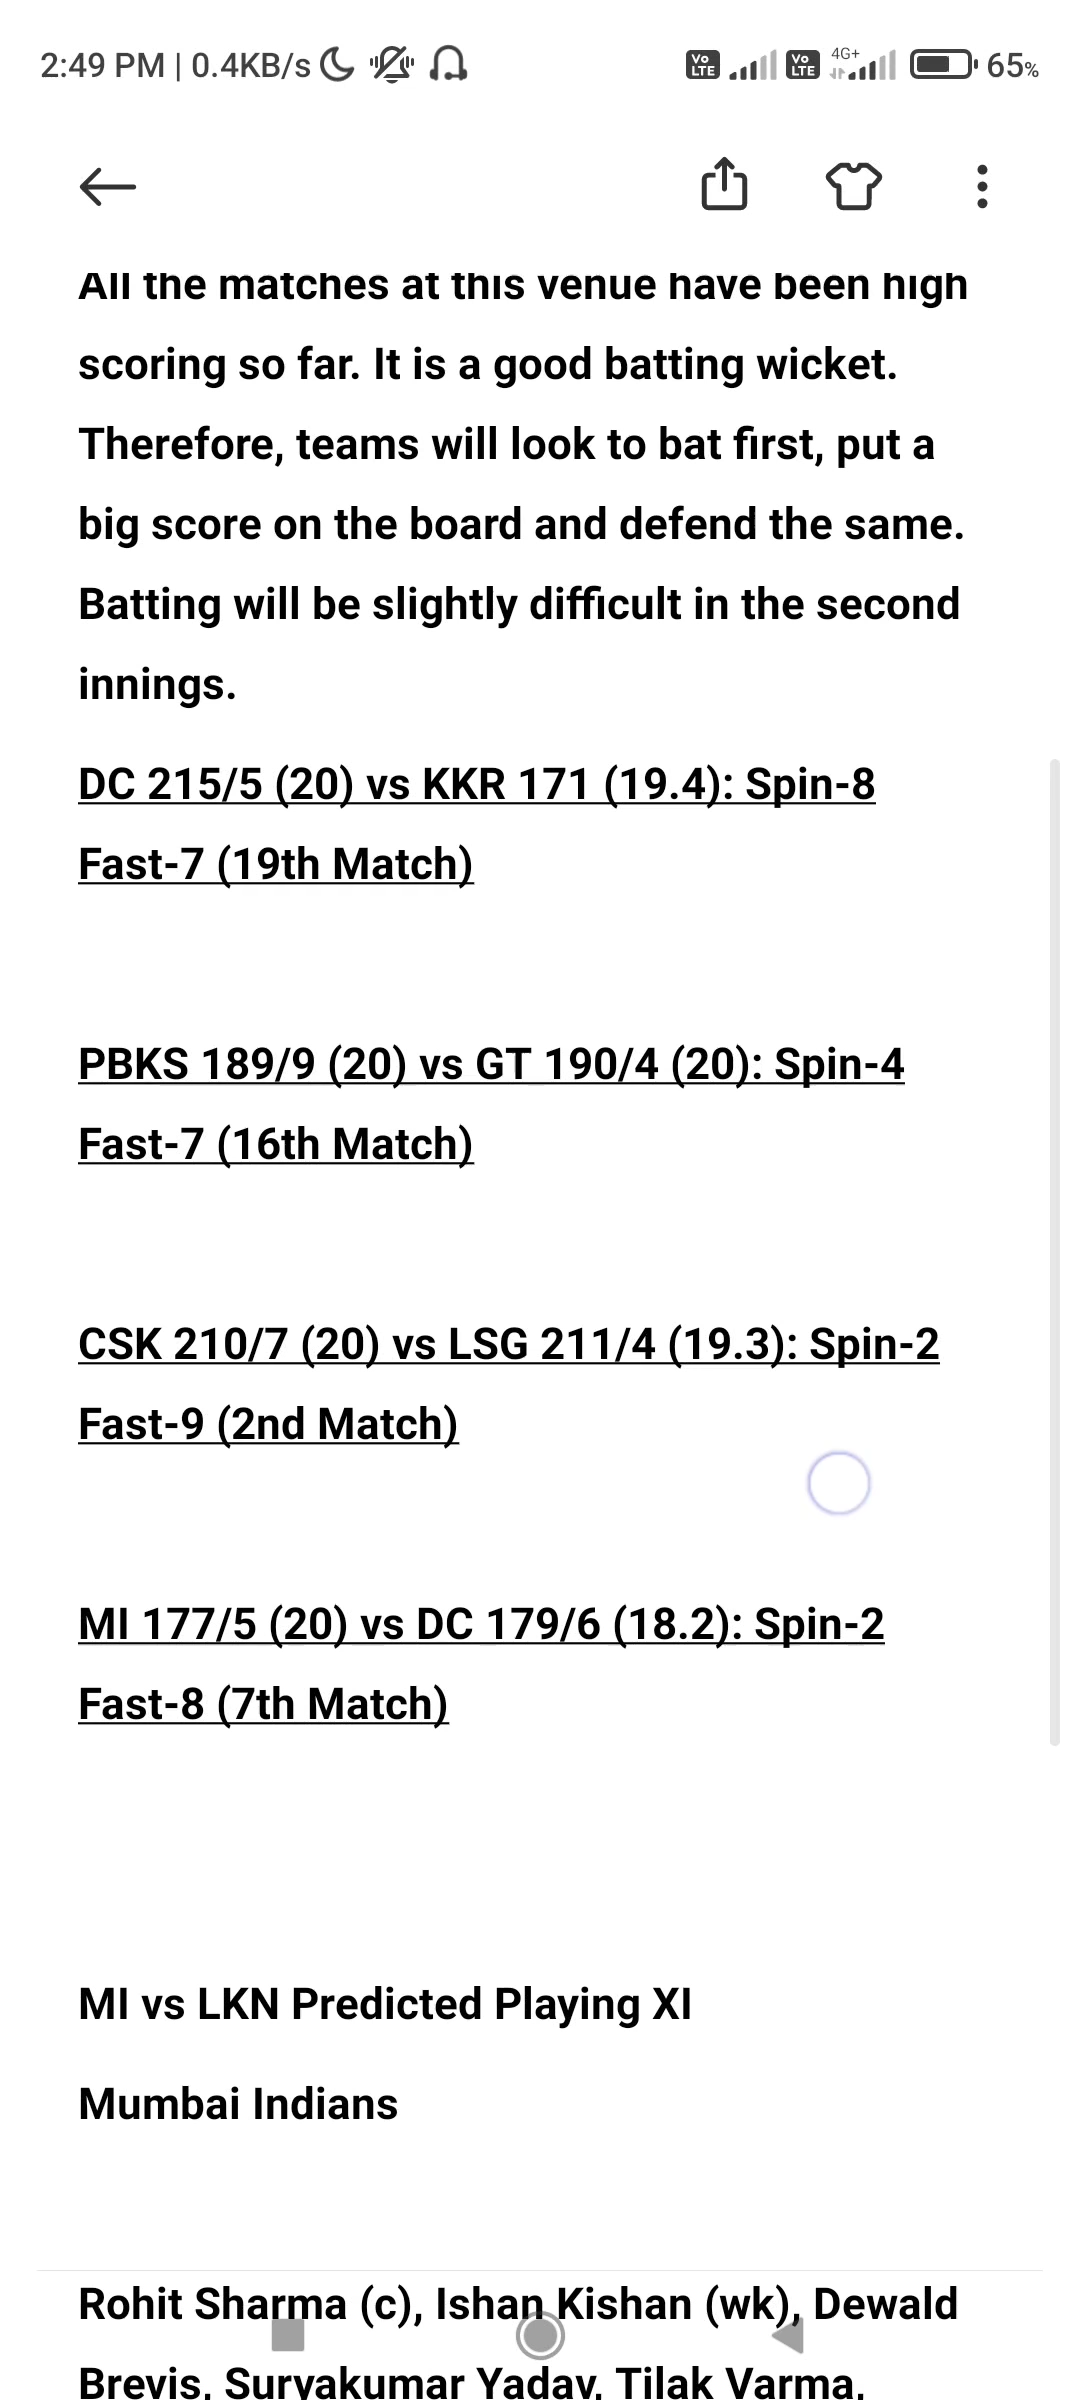 2:49 PM | 0.4KB/s Vo LTE Vo LTE 4G+ 65%
All the matches at this venue have been high
scoring so far. It is a good batting wicket.
Therefore, teams will look to bat first, put a
big score on the board and defend the same.
Batting will be slightly difficult in the second
innings.
DC 215/5 (20) vs KKR 171 (19.4): Spin-8
Fast-7 (19th Match)
PBKS 189/9 (20) vs GT 190/4 (20): Spin-4
Fast-7 (16th Match)
CSK 210/7 (20) vs LSG 211/4 (19.3): Spin-2
Fast-9 (2nd Match)
MI 177/5 (20) vs DC 179/6 (18.2): Spin-2
Fast-8 (7th Match)
MI vs LKN Predicted Playing XI
Mumbai Indians
Rohit Sharma (c), Ishan Kishan (wk), Dewald
Brevis, Suryakumar Yadav, Tilak Varma,